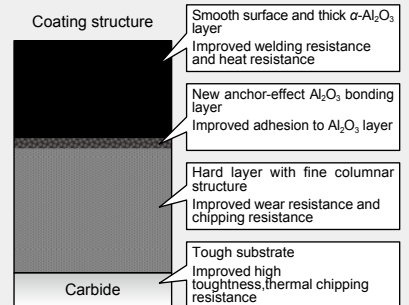 Coating structure
Smooth surface and thick α-Al₂O₃
layer
Improved welding resistance
and heat resistance
New anchor-effect Al₂O₃ bonding
layer
Improved adhesion to Al₂O₃ layer
Hard layer with fine columnar
structure
Improved wear resistance and
chipping resistance
Tough substrate
Improved high
toughtness,thermal chipping
resistance
Carbide